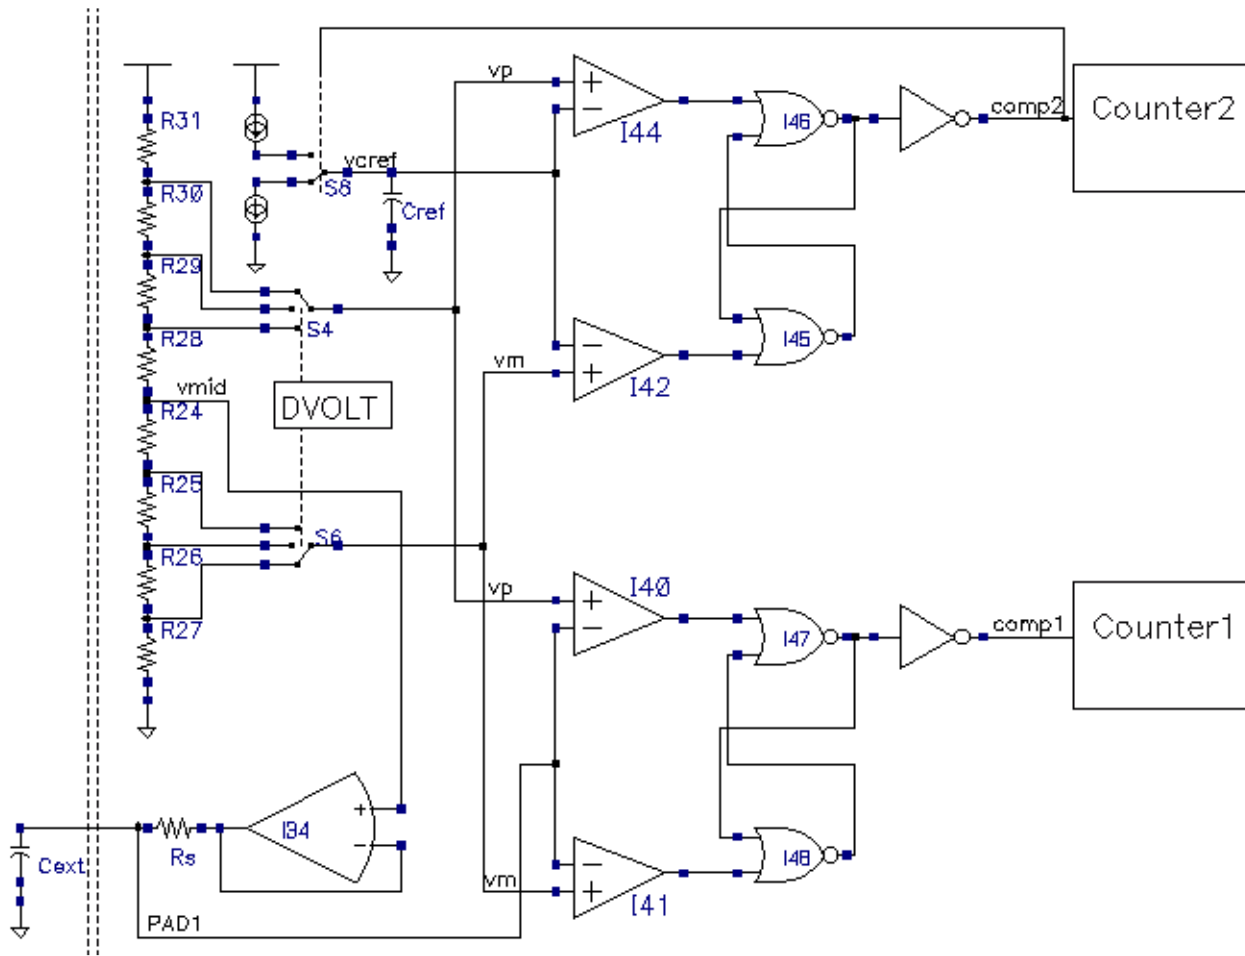 vp
+
−
I44
I46
comp2
Counter2
R31
vcref
S8
Cref
R30
R29
S4
R28
I45
−
vm
+
I42
vmid
R24
DVOLT
R25
S6
R26
I40
vp
+
−
R27
I47
comp1
Counter1
+
I34
−
Rs
Cext
−
vm
+
I48
I41
PAD1